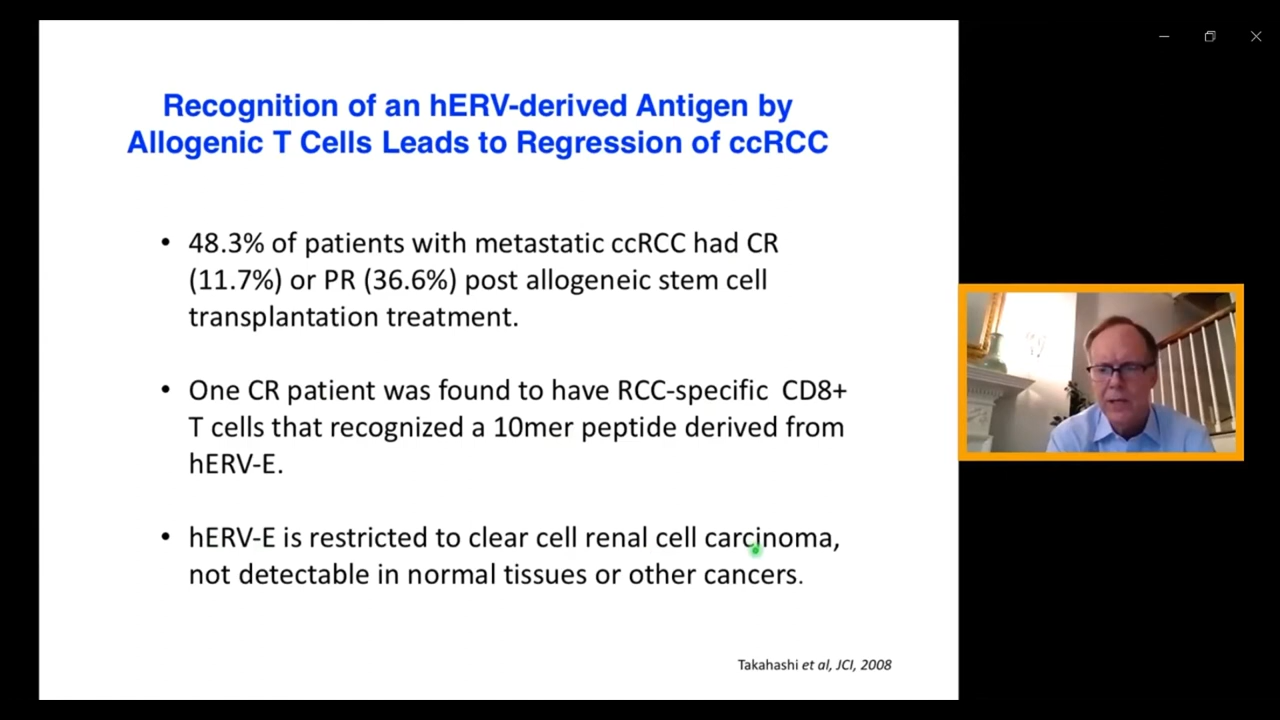 Recognition of an hERV-derived Antigen by
Allogenic T Cells Leads to Regression of ccRCC
• 48.3% of patients with metastatic ccRCC had CR
(11.7%) or PR (36.6%) post allogeneic stem cell
transplantation treatment.
• One CR patient was found to have RCC-specific CD8+
T cells that recognized a 10mer peptide derived from
hERV-E.
• hERV-E is restricted to clear cell renal cell carcinoma,
not detectable in normal tissues or other cancers.
Takahashi et al, JCI, 2008